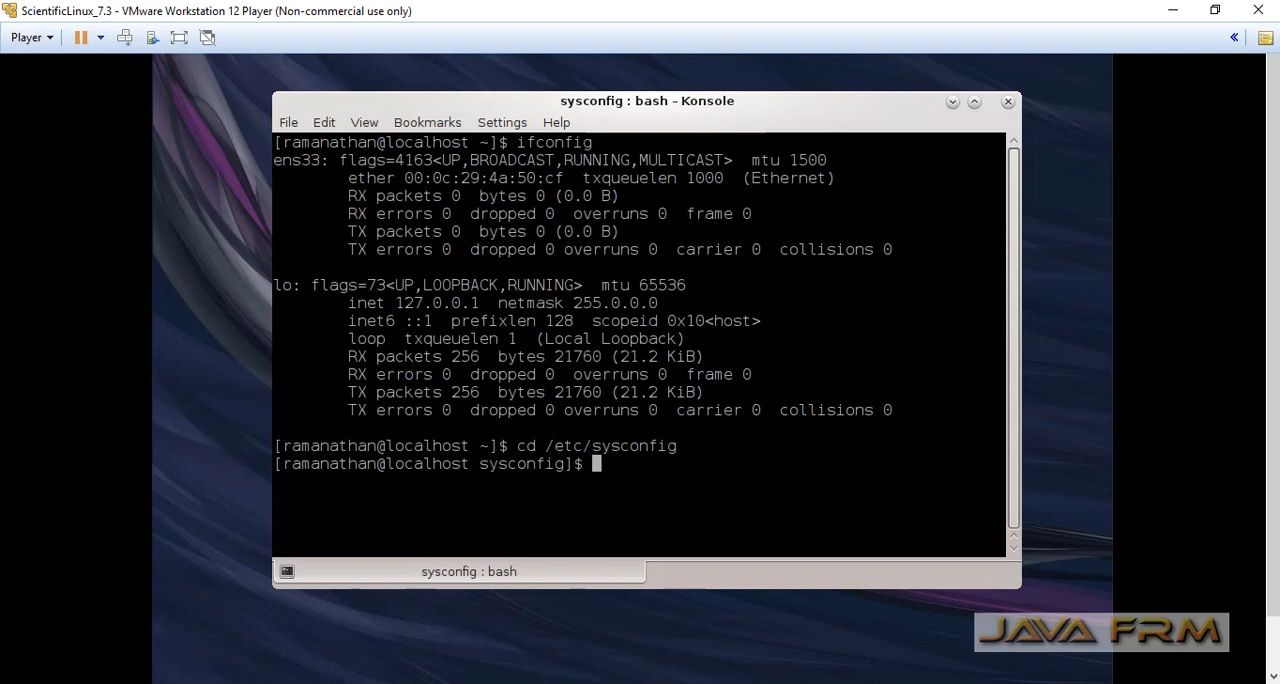 ScientificLinux_7.3 - VMware Workstation 12 Player (Non-commercial use only)
Player
sysconfig : bash - Konsole
File Edit View Bookmarks Settings Help
[ramanathan@localhost ~]$ ifconfig
ens33: flags=4163<UP,BROADCAST,RUNNING,MULTICAST>  mtu 1500
        ether 00:0c:29:4a:50:cf  txqueuelen 1000  (Ethernet)
        RX packets 0  bytes 0 (0.0 B)
        RX errors 0  dropped 0  overruns 0  frame 0
        TX packets 0  bytes 0 (0.0 B)
        TX errors 0  dropped 0 overruns 0  carrier 0  collisions 0
lo: flags=73<UP,LOOPBACK,RUNNING>  mtu 65536
        inet 127.0.0.1  netmask 255.0.0.0
        inet6 ::1  prefixlen 128  scopeid 0x10<host>
        loop  txqueuelen 1  (Local Loopback)
        RX packets 256  bytes 21760 (21.2 KiB)
        RX errors 0  dropped 0  overruns 0  frame 0
        TX packets 256  bytes 21760 (21.2 KiB)
        TX errors 0  dropped 0 overruns 0  carrier 0  collisions 0
[ramanathan@localhost ~]$ cd /etc/sysconfig
[ramanathan@localhost sysconfig]$
sysconfig : bash
JAVA FRM